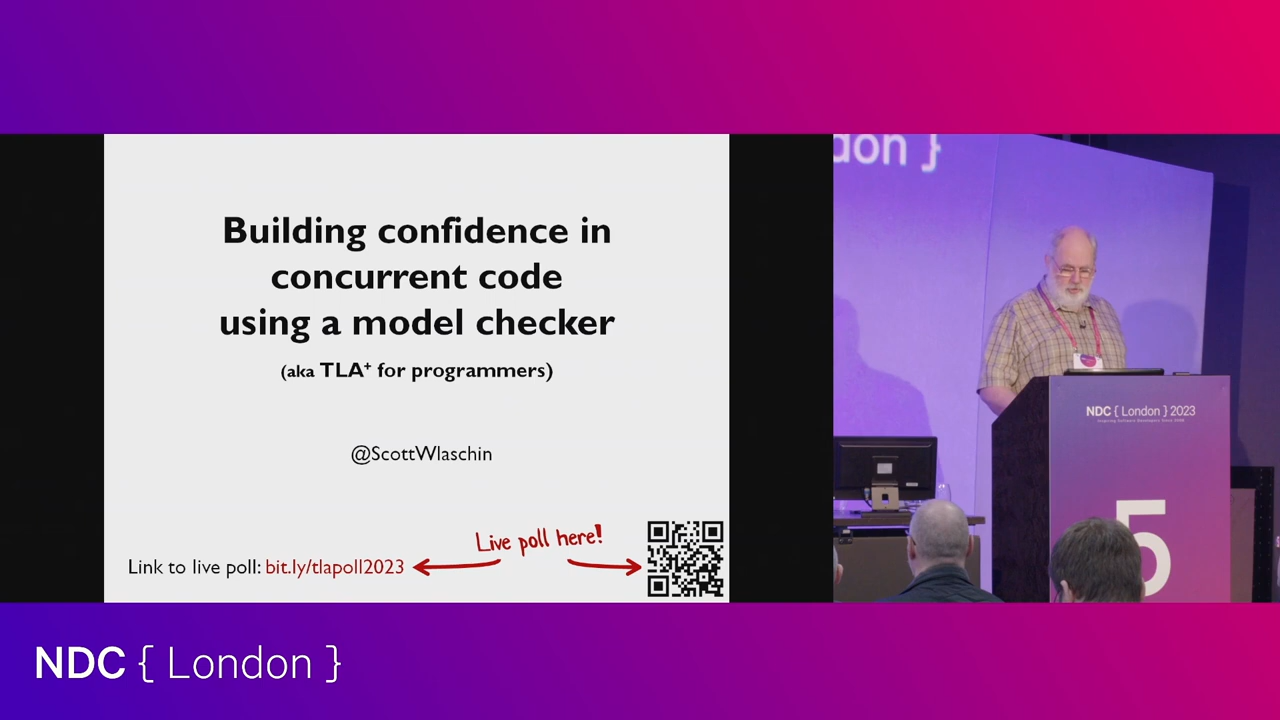 Building confidence in
concurrent code
using a model checker
(aka TLA⁺ for programmers)
@ScottWlaschin
Live poll here!
Link to live poll: bit.ly/tlapoll2023
don }
NDC { London } 2023
5
NDC { London }